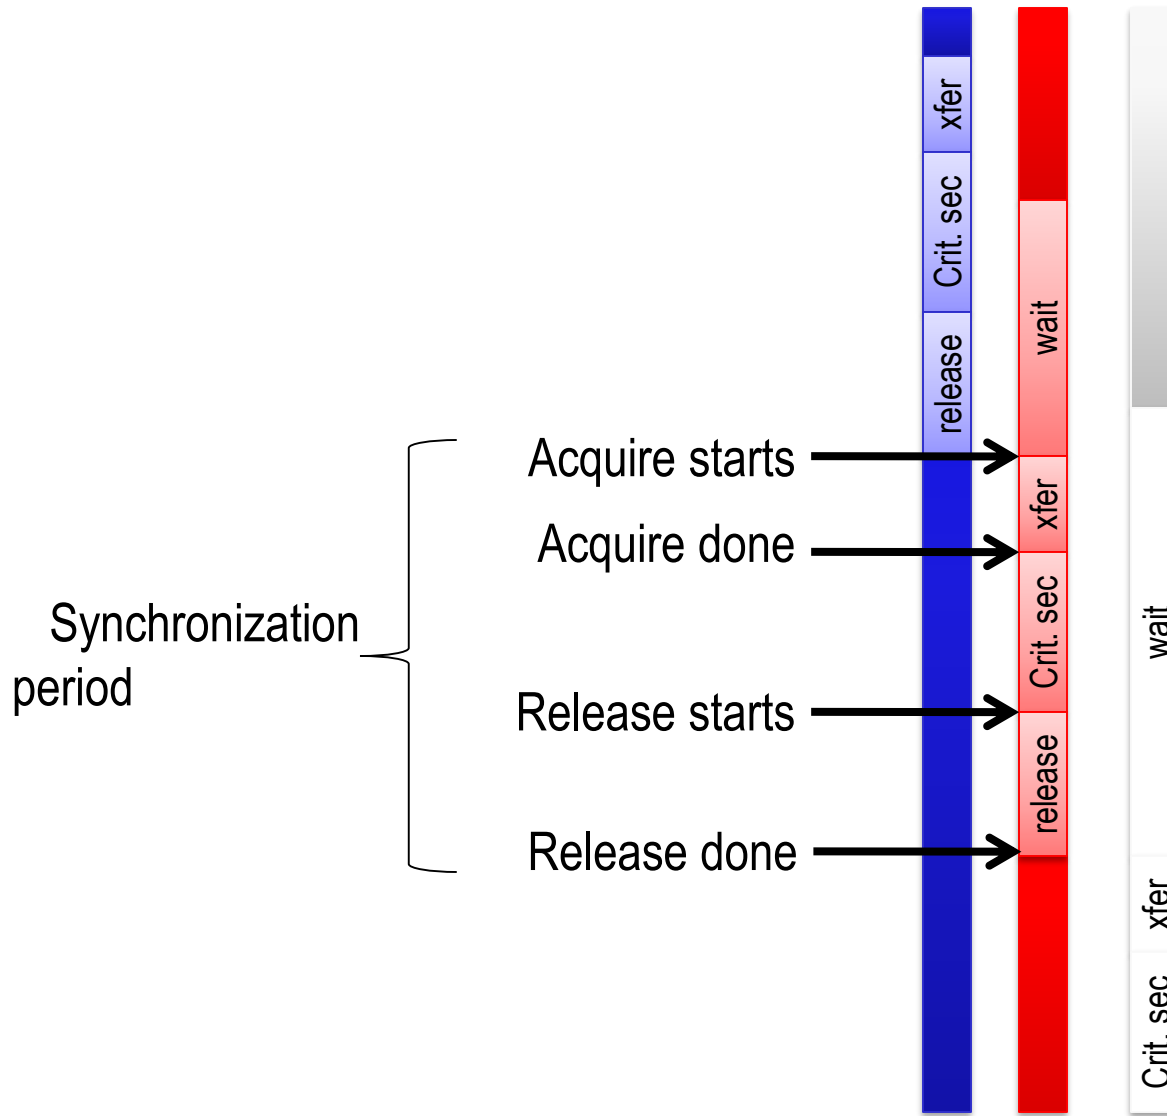 xfer
Crit. sec
release
wait
xfer
Crit. sec
release
wait
xfer
Crit. sec
Acquire starts
Acquire done
Synchronization
period
Release starts
Release done